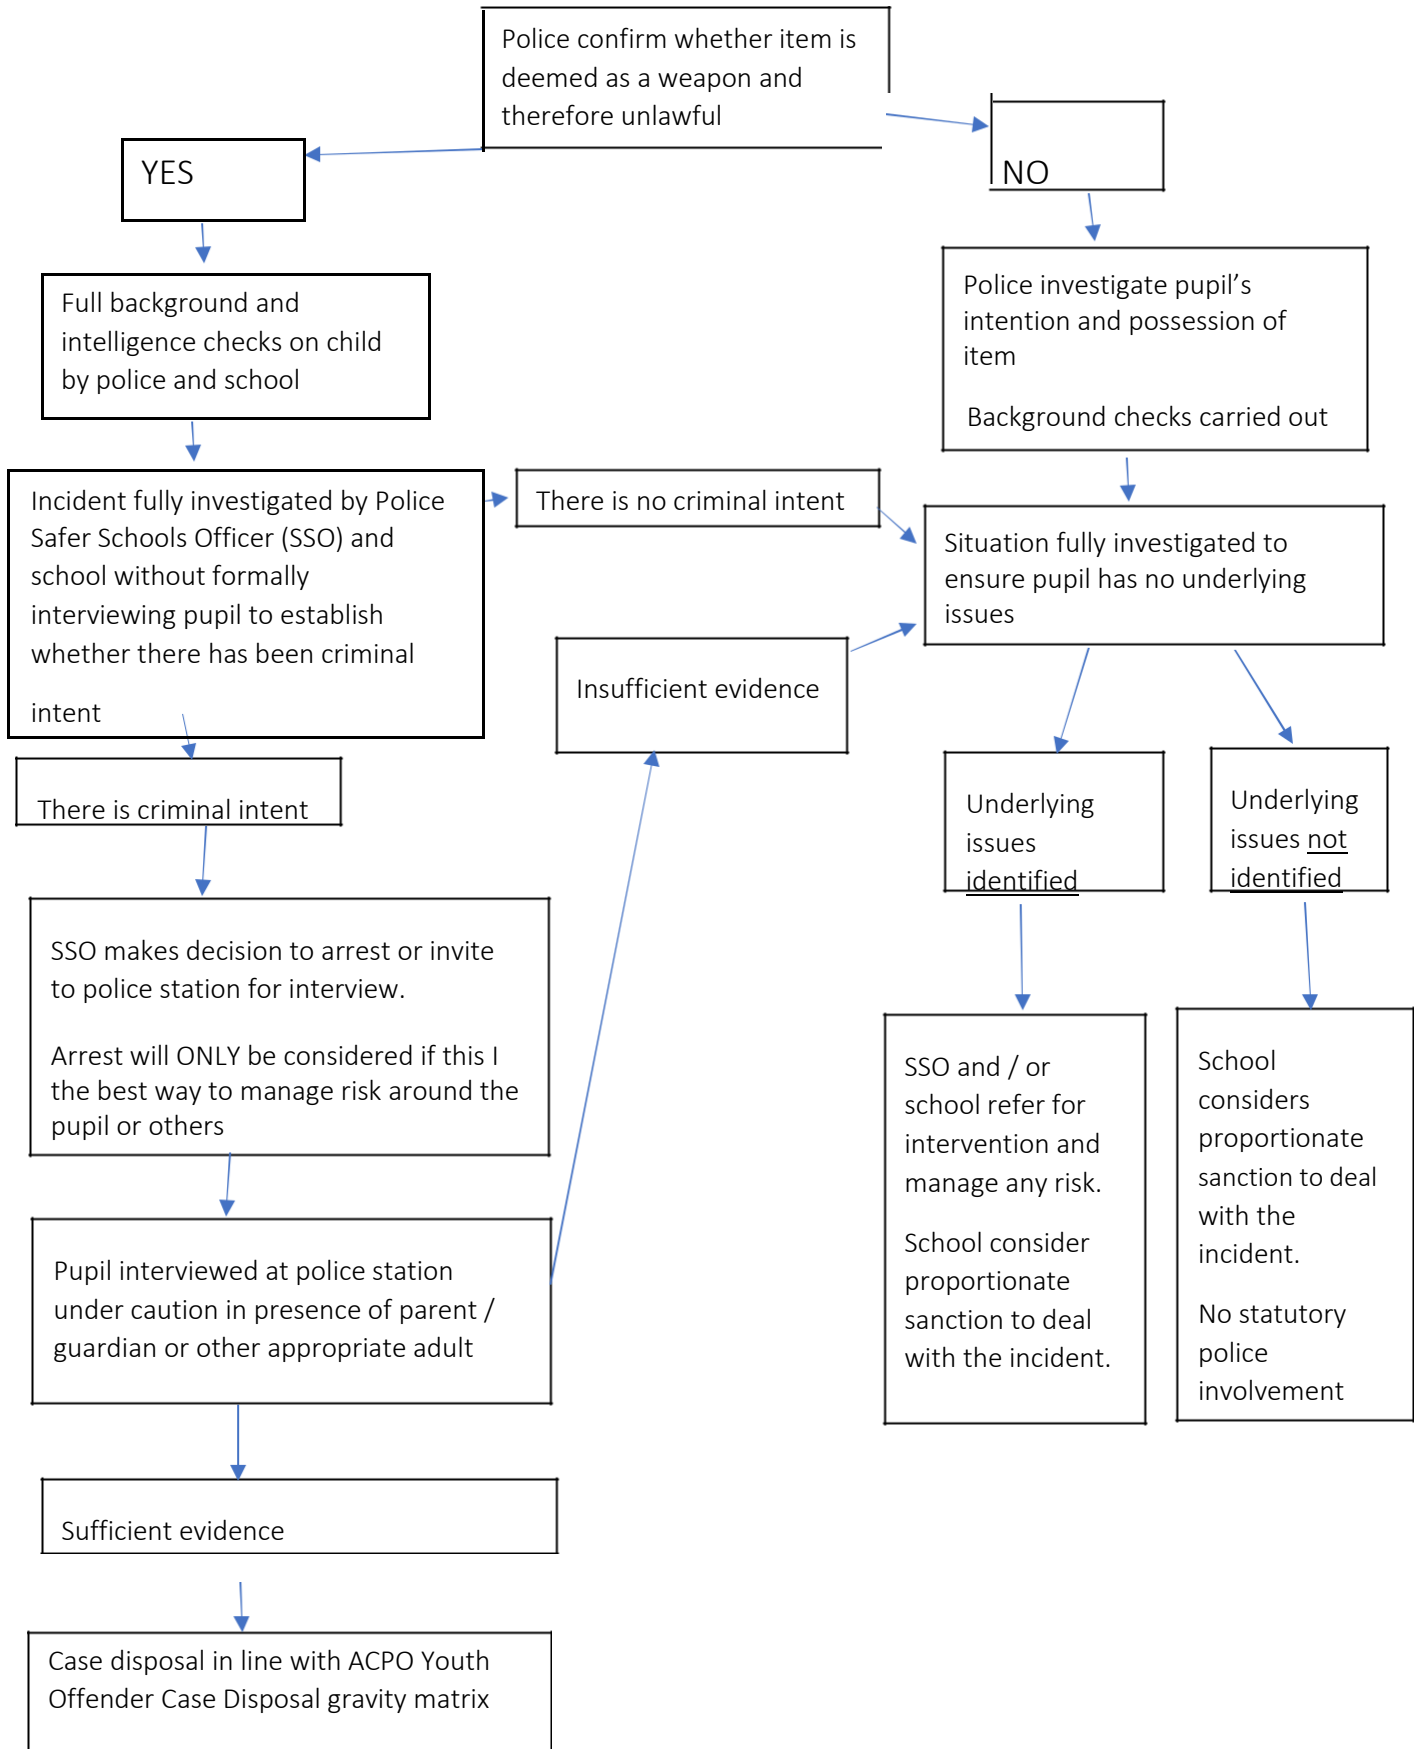 Police confirm whether item is
deemed as a weapon and
therefore unlawful
YES
NO
Full background and
intelligence checks on child
by police and school
Police investigate pupil’s
intention and possession of
item
Background checks carried out
Incident fully investigated by Police
Safer Schools Officer (SSO) and
school without formally
interviewing pupil to establish
whether there has been criminal
intent
There is no criminal intent
Situation fully investigated to
ensure pupil has no underlying
issues
Insufficient evidence
There is criminal intent
Underlying
issues
identified
Underlying
issues not
identified
SSO makes decision to arrest or invite
to police station for interview.
Arrest will ONLY be considered if this I
the best way to manage risk around the
pupil or others
SSO and / or
school refer for
intervention and
manage any risk.
School consider
proportionate
sanction to deal
with the incident.
School
considers
proportionate
sanction to deal
with the
incident.
No statutory
police
involvement
Pupil interviewed at police station
under caution in presence of parent /
guardian or other appropriate adult
Sufficient evidence
Case disposal in line with ACPO Youth
Offender Case Disposal gravity matrix